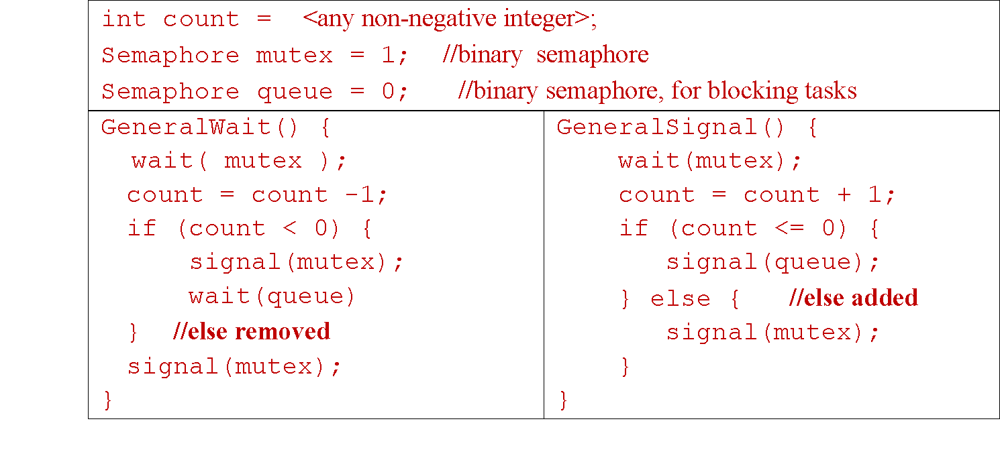 int count = <any non-negative integer>;
Semaphore mutex = 1; //binary semaphore
Semaphore queue = 0; //binary semaphore, for blocking tasks
GeneralWait() {
wait( mutex );
count = count -1;
if (count < 0) {
signal(mutex);
wait(queue)
} //else removed
signal(mutex);
}
GeneralSignal() {
wait(mutex);
count = count + 1;
if (count <= 0) {
signal(queue);
} else { //else added
signal(mutex);
}
}